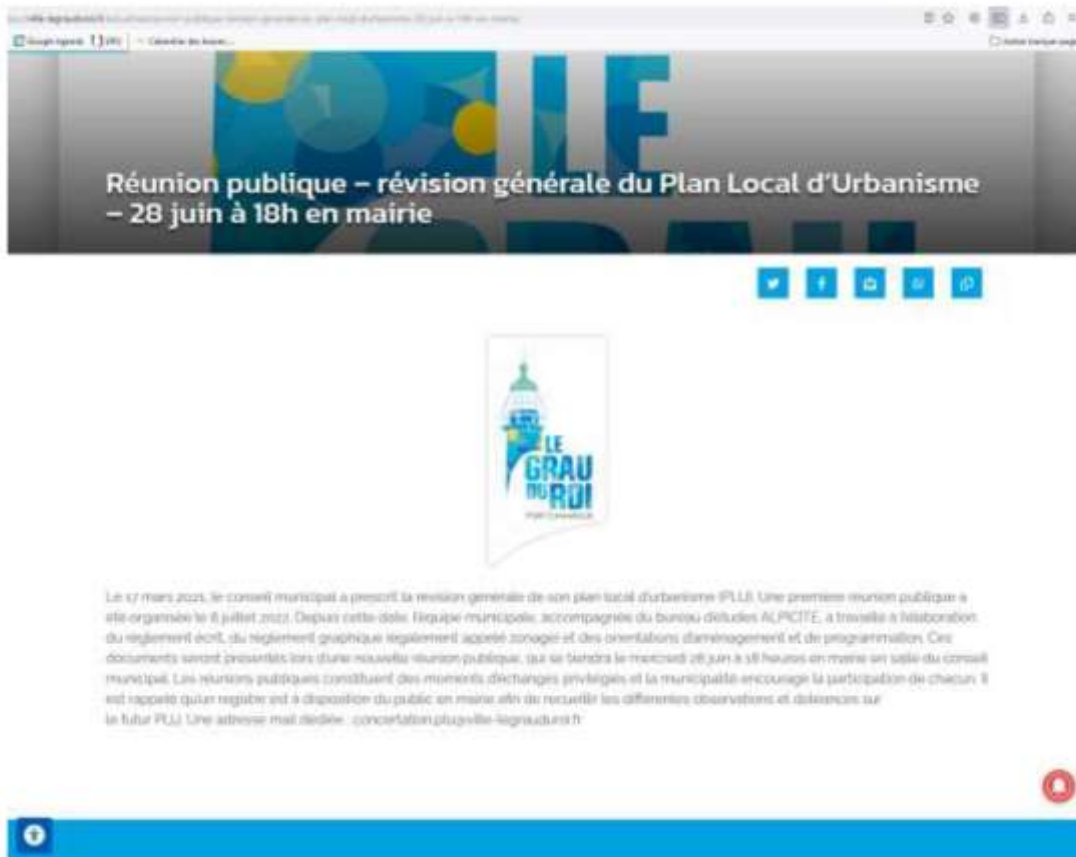 LE
GRAU
Réunion publique – révision générale du Plan Local d'Urbanisme
– 28 juin à 18h en mairie
LE
GRAU
DU ROI
Le 17 mars 2021, le conseil municipal a prescrit la révision générale de son plan local d'urbanisme (PLU). Une première réunion publique a
été organisée le 8 juillet 2022. Depuis cette date, l'équipe municipale, accompagnée du bureau d'études ALPICITE, a travaillé à l'élaboration
du règlement écrit, du règlement graphique (également appelé zonage) et des orientations d'aménagement et de programmation. Ces
documents seront présentés lors d'une nouvelle réunion publique, qui se tiendra le mercredi 28 juin à 18 heures en mairie en salle du conseil
municipal. Les réunions publiques constituent des moments d'échanges privilégiés et la municipalité encourage la participation de chacun. Il
est rappelé qu'un registre est à disposition du public en mairie afin de recueillir les différentes observations et doléances sur
le futur PLU. Une adresse mail dédiée : concertation.plu@ville-legrauduroi.fr